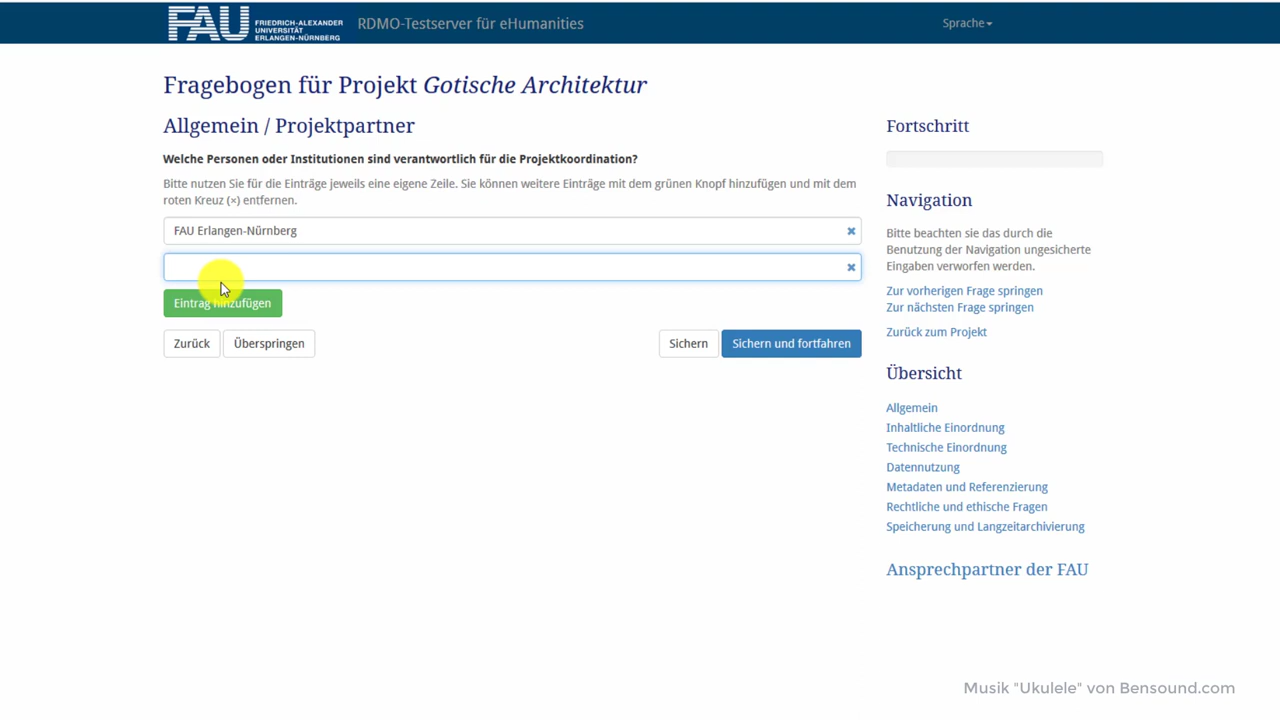 FAU FRIEDRICH-ALEXANDER
UNIVERSITÄT
ERLANGEN-NÜRNBERG
RDMO-Testserver für eHumanities
Sprache
Fragebogen für Projekt Gotische Architektur
Allgemein / Projektpartner
Welche Personen oder Institutionen sind verantwortlich für die Projektkoordination?
Bitte nutzen Sie für die Einträge jeweils eine eigene Zeile. Sie können weitere Einträge mit dem grünen Knopf hinzufügen und mit dem
roten Kreuz (×) entfernen.
FAU Erlangen-Nürnberg
Eintrag hinzufügen
Zurück
Überspringen
Sichern
Sichern und fortfahren
Fortschritt
Navigation
Bitte beachten sie das durch die
Benutzung der Navigation ungesicherte
Eingaben verworfen werden.
Zur vorherigen Frage springen
Zur nächsten Frage springen
Zurück zum Projekt
Übersicht
Allgemein
Inhaltliche Einordnung
Technische Einordnung
Datennutzung
Metadaten und Referenzierung
Rechtliche und ethische Fragen
Speicherung und Langzeitarchivierung
Ansprechpartner der FAU
Musik "Ukulele" von Bensound.com